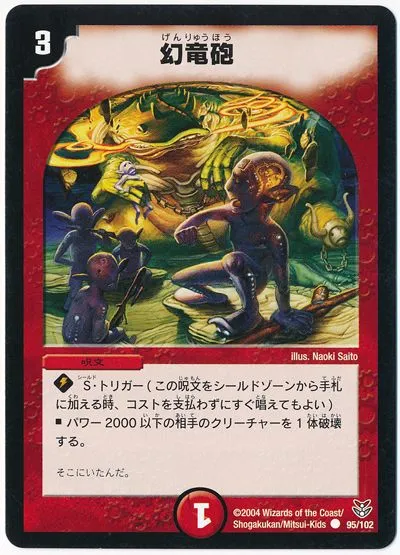 3
げんりゅうほう
幻竜砲
illus. Naoki Saito
呪文
S・トリガー(この呪文をシールドゾーンから手札
に加える時、コストを支払わずにすぐ唱えてもよい)
■パワー2000以下の相手のクリーチャーを1体破壊
する。
そこにいたんだ。
1
©2004 Wizards of the Coast/
Shogakukan/Mitsui-Kids ● 95/102